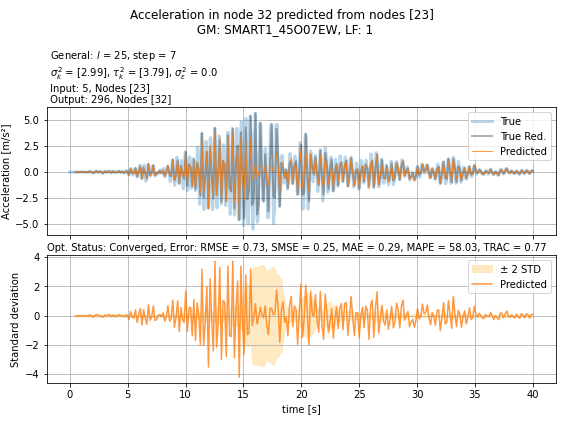 Acceleration in node 32 predicted from nodes [23]
GM: SMART1_45O07EW, LF: 1
General: l = 25, step = 7
σ²ₖ = [2.99], τ²ₖ = [3.79], σ²ε = 0.0
Input: 5, Nodes [23]
Output: 296, Nodes [32]
Acceleration [m/s²]
5.0
2.5
0.0
−2.5
−5.0
True
True Red.
Predicted
Opt. Status: Converged, Error: RMSE = 0.73, SMSE = 0.25, MAE = 0.29, MAPE = 58.03, TRAC = 0.77
Standard deviation
4
2
0
−2
−4
± 2 STD
Predicted
0 5 10 15 20 25 30 35 40
time [s]